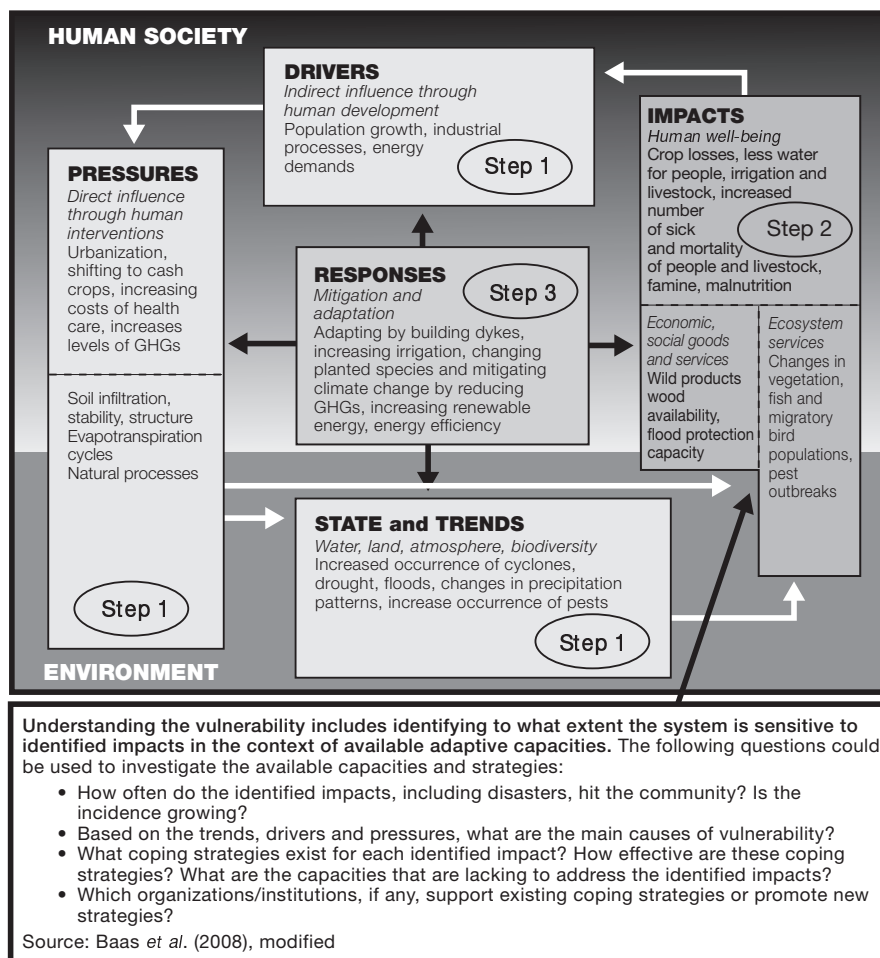 HUMAN SOCIETY
DRIVERS
Indirect influence through
human development
Population growth, industrial
processes, energy
demands
Step 1
PRESSURES
Direct influence
through human
interventions
Urbanization,
shifting to cash
crops, increasing
costs of health
care, increases
levels of GHGs
Soil infiltration,
stability, structure
Evapotranspiration
cycles
Natural processes
Step 1
RESPONSES
Mitigation and
adaptation
Step 3
Adapting by building dykes,
increasing irrigation, changing
planted species and mitigating
climate change by reducing
GHGs, increasing renewable
energy, energy efficiency
IMPACTS
Human well-being
Crop losses, less water
for people, irrigation and
livestock, increased
number
of sick
and mortality
of people and livestock,
famine, malnutrition
Step 2
Economic,
social goods
and services
Wild products
wood
availability,
flood protection
capacity
Ecosystem
services
Changes in
vegetation,
fish and
migratory
bird
populations,
pest
outbreaks
STATE and TRENDS
Water, land, atmosphere, biodiversity
Increased occurrence of cyclones,
drought, floods, changes in precipitation
patterns, increase occurrence of pests
Step 1
ENVIRONMENT
Understanding the vulnerability includes identifying to what extent the system is sensitive to
identified impacts in the context of available adaptive capacities. The following questions could
be used to investigate the available capacities and strategies:
• How often do the identified impacts, including disasters, hit the community? Is the
incidence growing?
• Based on the trends, drivers and pressures, what are the main causes of vulnerability?
• What coping strategies exist for each identified impact? How effective are these coping
strategies? What are the capacities that are lacking to address the identified impacts?
• Which organizations/institutions, if any, support existing coping strategies or promote new
strategies?
Source: Baas et al. (2008), modified